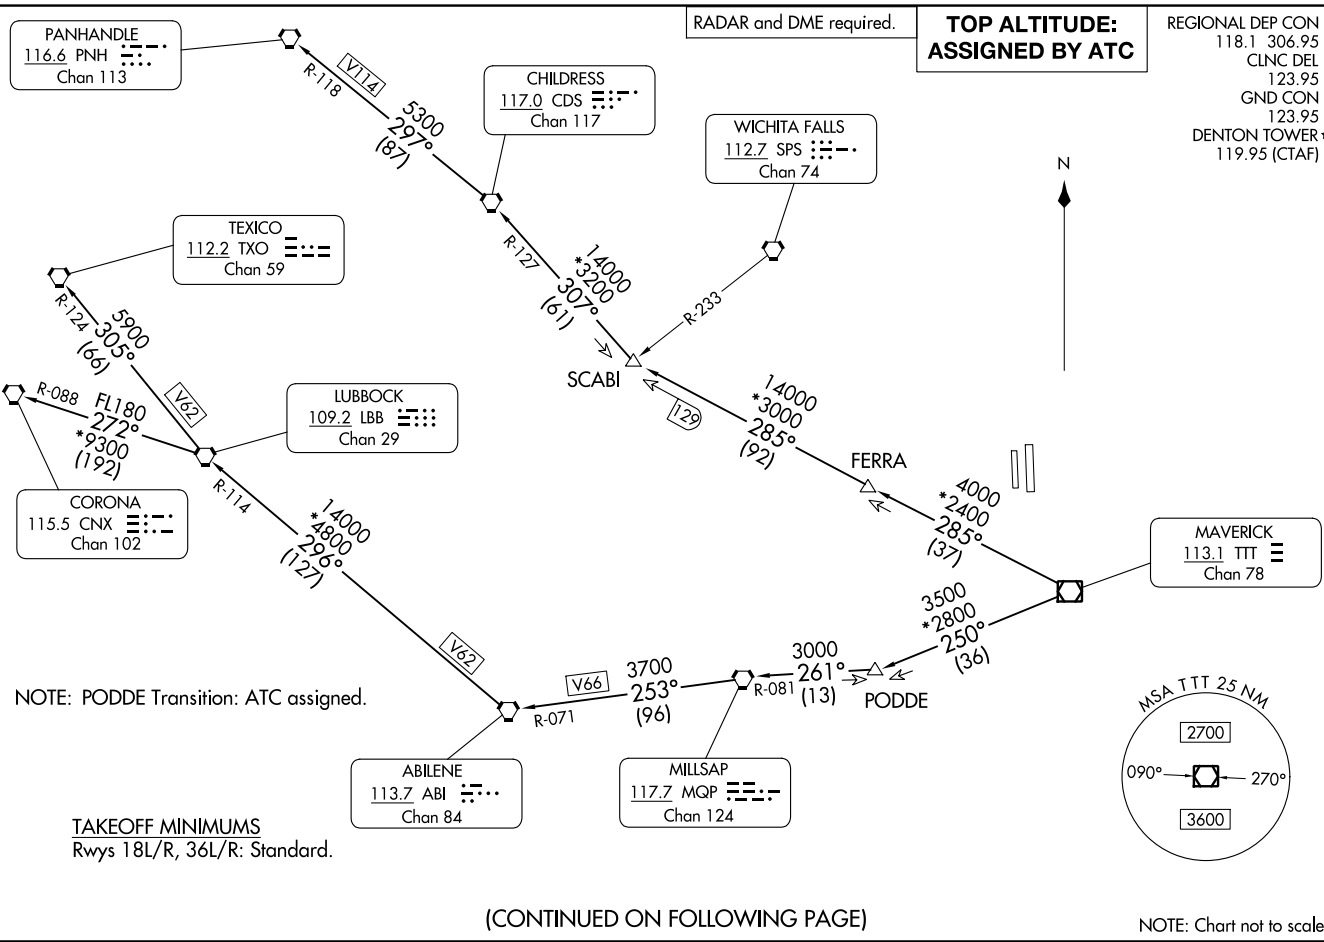 RADAR and DME required.
TOP ALTITUDE:
ASSIGNED BY ATC
REGIONAL DEP CON
118.1 306.95
CLNC DEL
123.95
GND CON
123.95
DENTON TOWER
119.95 (CTAF)
PANHANDLE
116.6 PNH
Chan 113
R-118
V114
5300
297°
(87)
CHILDRESS
117.0 CDS
Chan 117
WICHITA FALLS
112.7 SPS
Chan 74
N
TEXICO
112.2 TXO
Chan 59
R-127
14000
*3200
307°
(61)
R-233
SCABI
129
R-124
5900
305°
(66)
V62
R-088
FL180
272°
*9300
(192)
LUBBOCK
109.2 LBB
Chan 29
14000
*3000
285°
(92)
FERRA
4000
*2400
285°
(37)
CORONA
115.5 CNX
Chan 102
R-114
14000
*4800
296°
(127)
MAVERICK
113.1 TTT
Chan 78
3500
*2800
250°
(36)
V62
NOTE: PODDE Transition: ATC assigned.
V66
R-071
3700
253°
(96)
R-081
3000
261°
(13)
PODDE
ABILENE
113.7 ABI
Chan 84
MILLSAP
117.7 MQP
Chan 124
MSA TTT 25 NM
2700
090°
270°
3600
TAKEOFF MINIMUMS
Rwys 18L/R, 36L/R: Standard.
(CONTINUED ON FOLLOWING PAGE)
NOTE: Chart not to scale